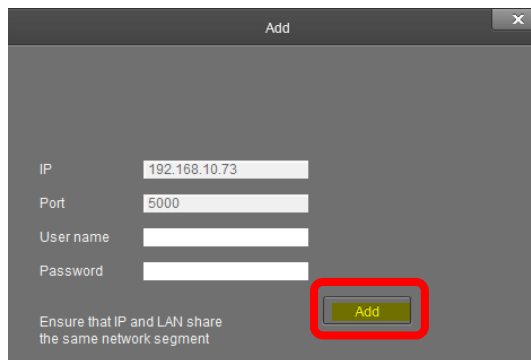 Add
X
IP 192.168.10.73
Port 5000
User name
Password
Add
Ensure that IP and LAN share
the same network segment